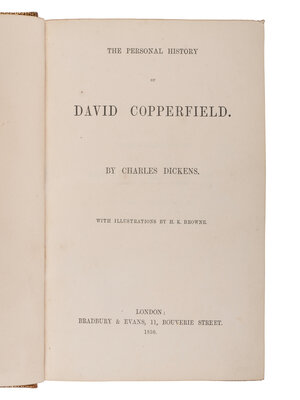 THE PERSONAL HISTORY
OF
DAVID COPPERFIELD.
BY CHARLES DICKENS.
WITH ILLUSTRATIONS BY H. K. BROWNE.
LONDON:
BRADBURY & EVANS, 11, BOUVERIE STREET.
1850.